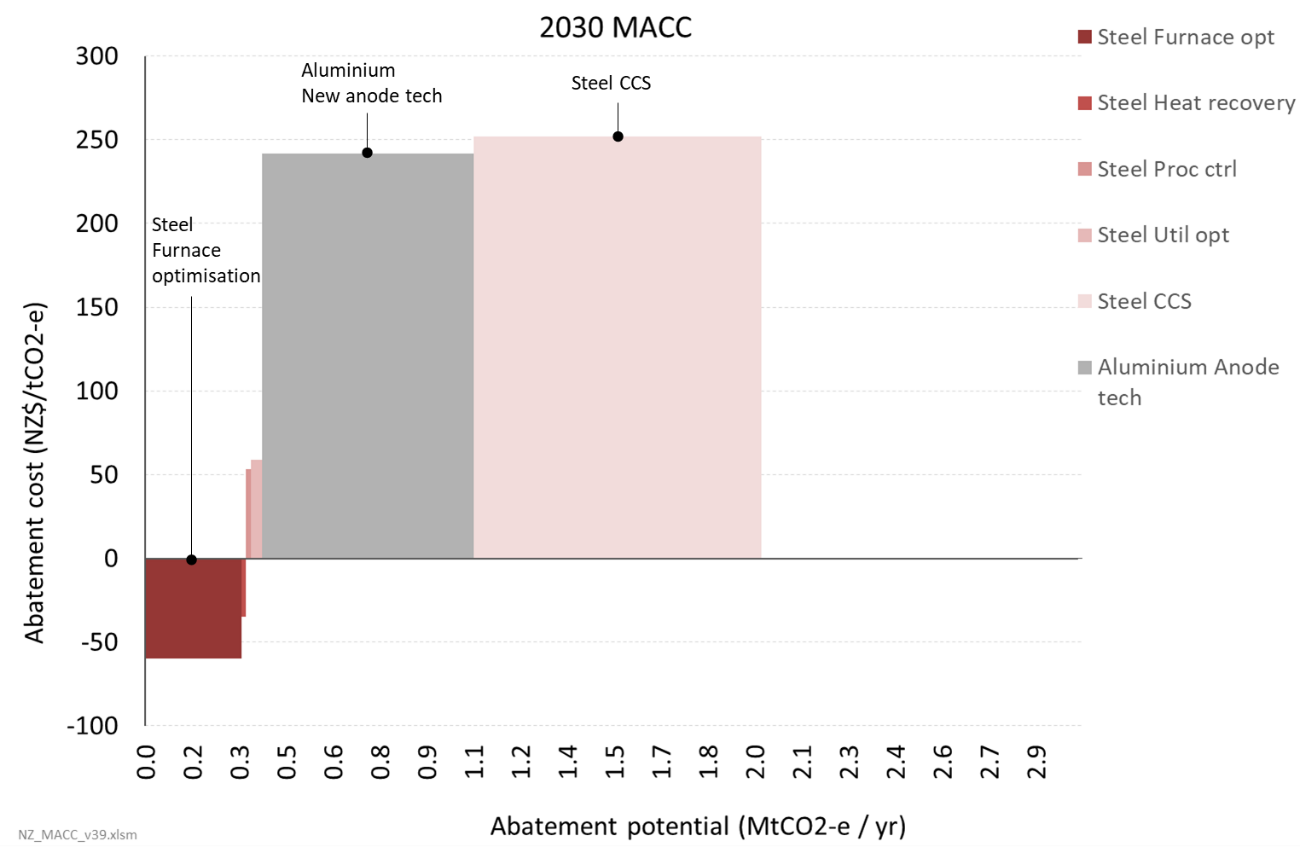 2030 MACC
300
250
200
150
100
50
0
-50
-100
Abatement cost (NZ$/tCO2-e)
Aluminium
New anode tech
Steel CCS
Steel
Furnace
optimisation
0.0
0.2
0.3
0.5
0.6
0.8
0.9
1.1
1.2
1.4
1.5
1.7
1.8
2.0
2.1
2.3
2.4
2.6
2.7
2.9
Abatement potential (MtCO2-e / yr)
Steel Furnace opt
Steel Heat recovery
Steel Proc ctrl
Steel Util opt
Steel CCS
Aluminium Anode
tech
NZ_MACC_v39.xlsm